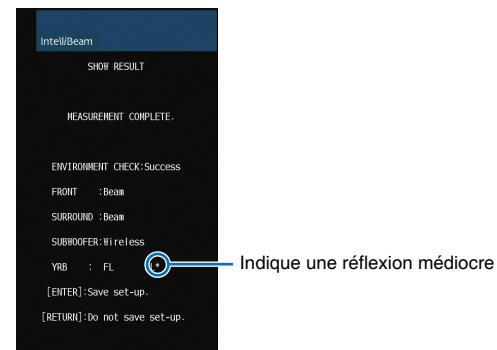 IntelliBeam
SHOW RESULT
MEASUREMENT COMPLETE.
ENVIRONMENT CHECK:Success
FRONT :Beam
SURROUND :Beam
SUBWOOFER:Wireless
YRB : FL *
Indique une réflexion médiocre
[ENTER]:Save set-up.
[RETURN]:Do not save set-up.